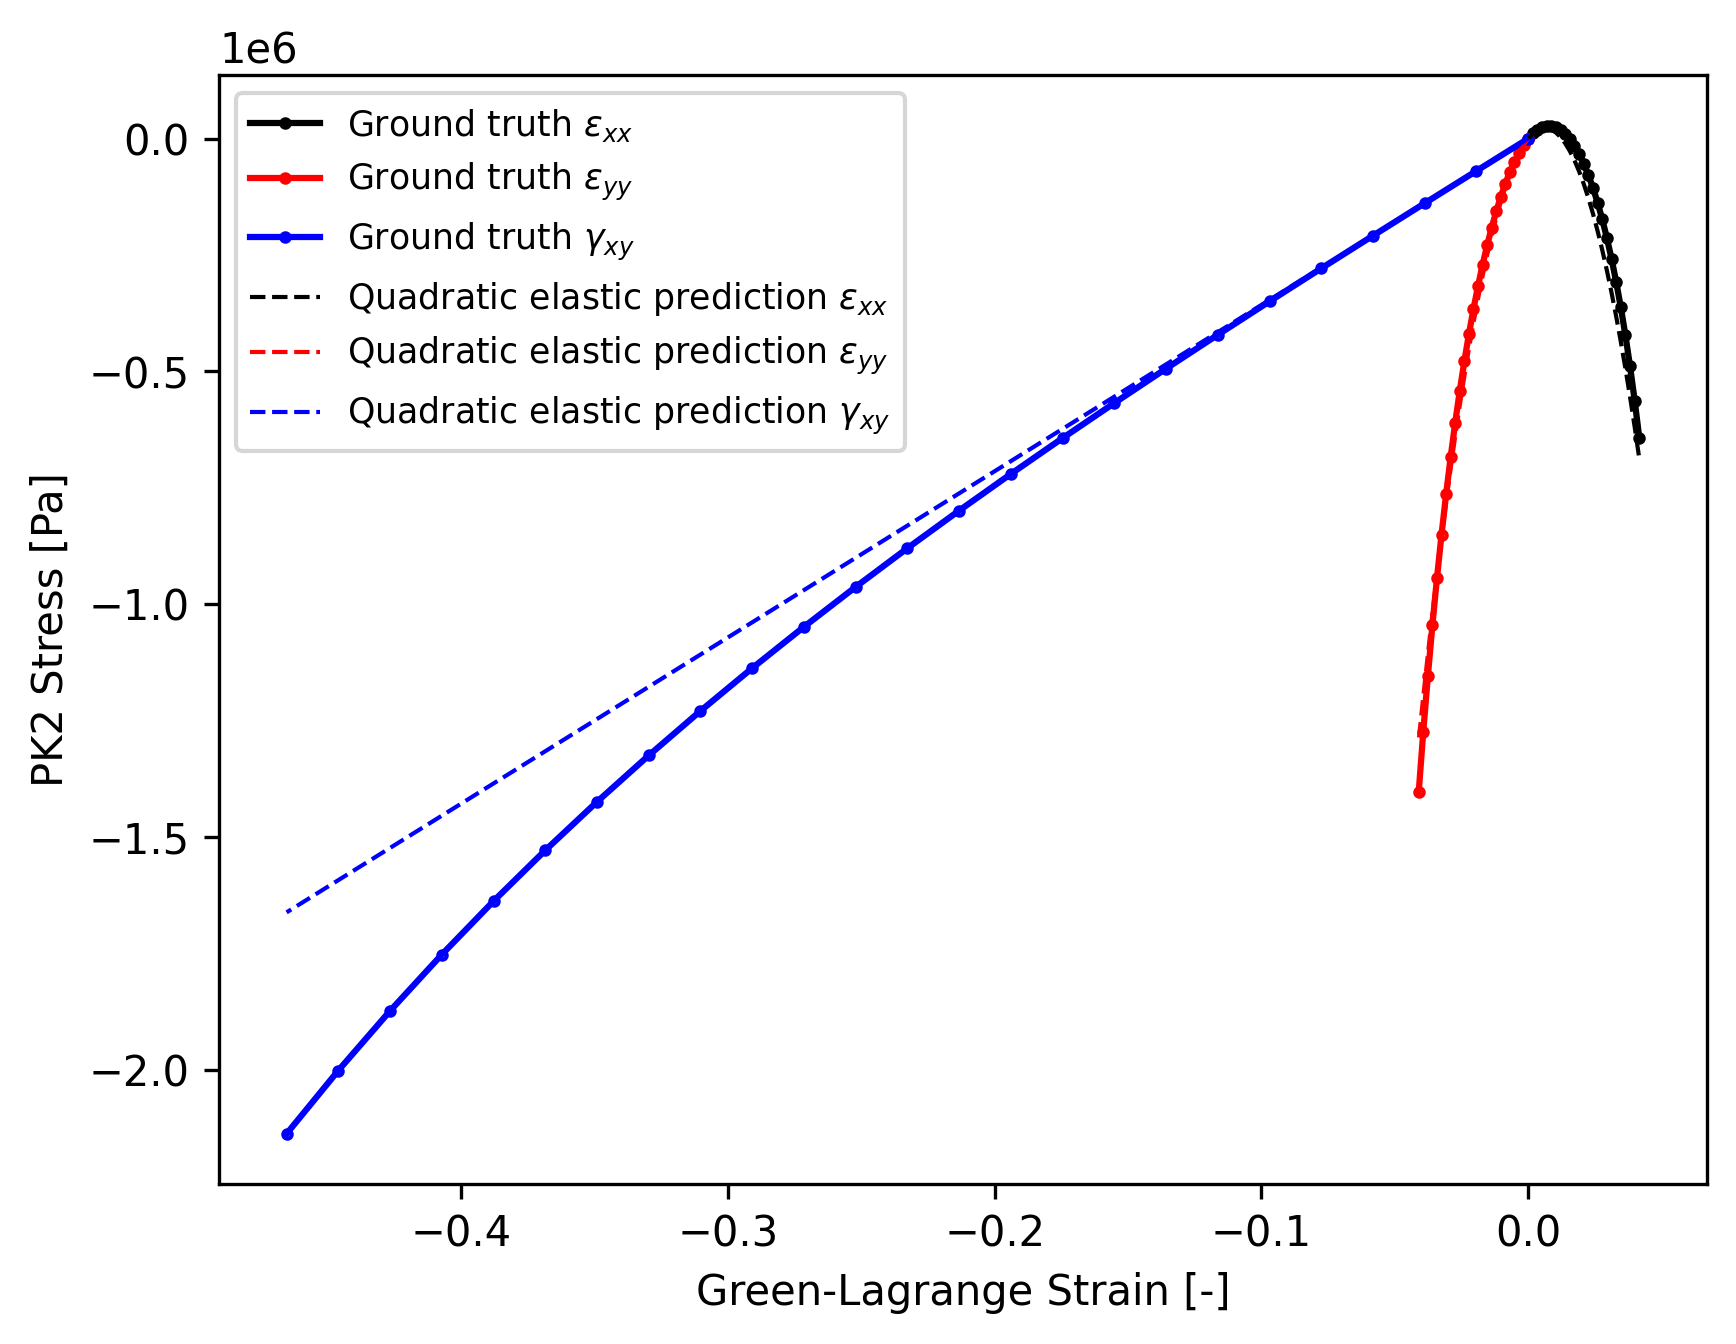 1e6
0.0
−0.5
−1.0
−1.5
−2.0
PK2 Stress [Pa]
Ground truth εxx
Ground truth εyy
Ground truth γxy
Quadratic elastic prediction εxx
Quadratic elastic prediction εyy
Quadratic elastic prediction γxy
−0.4 −0.3 −0.2 −0.1 0.0
Green-Lagrange Strain [-]